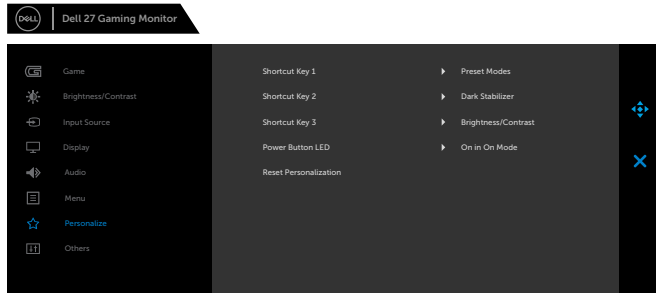 DELL Dell 27 Gaming Monitor
Game Shortcut Key 1 Preset Modes
Brightness/Contrast Shortcut Key 2 Dark Stabilizer
Input Source Shortcut Key 3 Brightness/Contrast
Display Power Button LED On in On Mode
Audio Reset Personalization
Menu
Personalize
Others